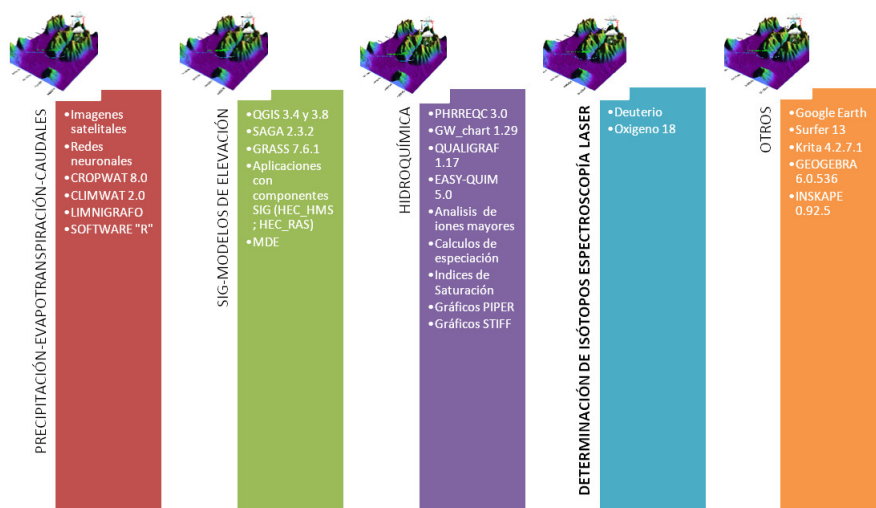 PRECIPITACIÓN-EVAPOTRANSPIRACIÓN-CAUDALES
•Imagenes
satelitales
•Redes
neuronales
•CROPWAT 8.0
•CLIMWAT 2.0
•LIMNIGRAFO
•SOFTWARE "R"
SIG-MODELOS DE ELEVACIÓN
•QGIS 3.4 y 3.8
•SAGA 2.3.2
•GRASS 7.6.1
•Aplicaciones
con
componentes
SIG (HEC_HMS
; HEC_RAS)
•MDE
HIDROQUÍMICA
•PHRREQC 3.0
•GW_chart 1.29
•QUALIGRAF
1.17
•EASY-QUIM
5.0
•Analisis de
iones mayores
•Calculos de
especiación
•Indices de
Saturación
•Gráficos PIPER
•Gráficos STIFF
DETERMINACIÓN DE ISÓTOPOS ESPECTROSCOPÍA LASER
•Deuterio
•Oxigeno 18
OTROS
•Google Earth
•Surfer 13
•Krita 4.2.7.1
•GEOGEBRA
6.0.536
•INSKAPE
0.92.5